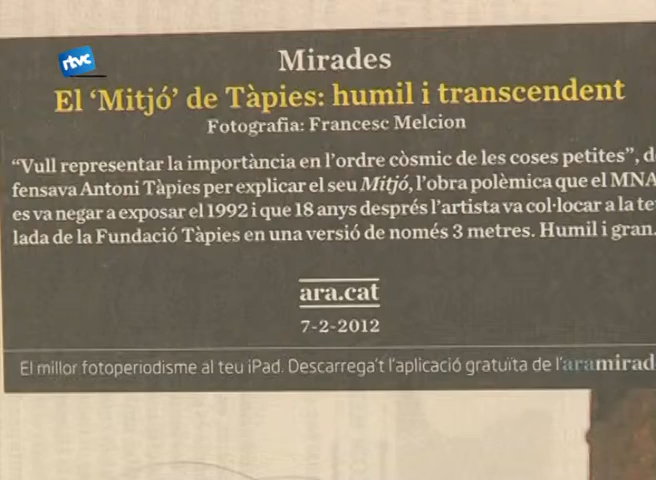 rtvc
Mirades
El ‘Mitjó’ de Tàpies: humil i transcendent
Fotografia: Francesc Melcion
“Vull representar la importància en l’ordre còsmic de les coses petites”, d
fensava Antoni Tàpies per explicar el seu Mitjó, l’obra polèmica que el MNA
es va negar a exposar el 1992 i que 18 anys després l’artista va col·locar a la te
lada de la Fundació Tàpies en una versió de només 3 metres. Humil i gran.
ara.cat
7-2-2012
El millor fotoperiodisme al teu iPad. Descarrega’t l’aplicació gratuïta de l’aramirad